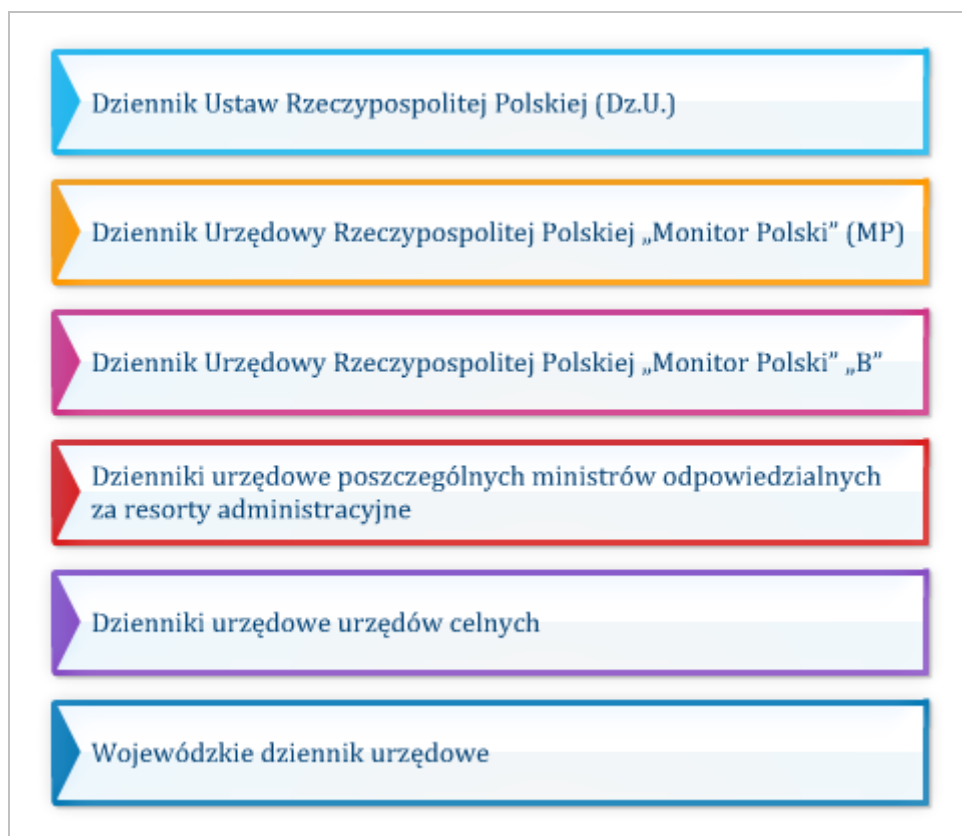 Dziennik Ustaw Rzeczypospolitej Polskiej (Dz.U.)
Dziennik Urzędowy Rzeczypospolitej Polskiej „Monitor Polski” (MP)
Dziennik Urzędowy Rzeczypospolitej Polskiej „Monitor Polski” „B”
Dzienniki urzędowe poszczególnych ministrów odpowiedzialnych
za resorty administracyjne
Dzienniki urzędowe urzędów celnych
Wojewódzkie dziennik urzędowe